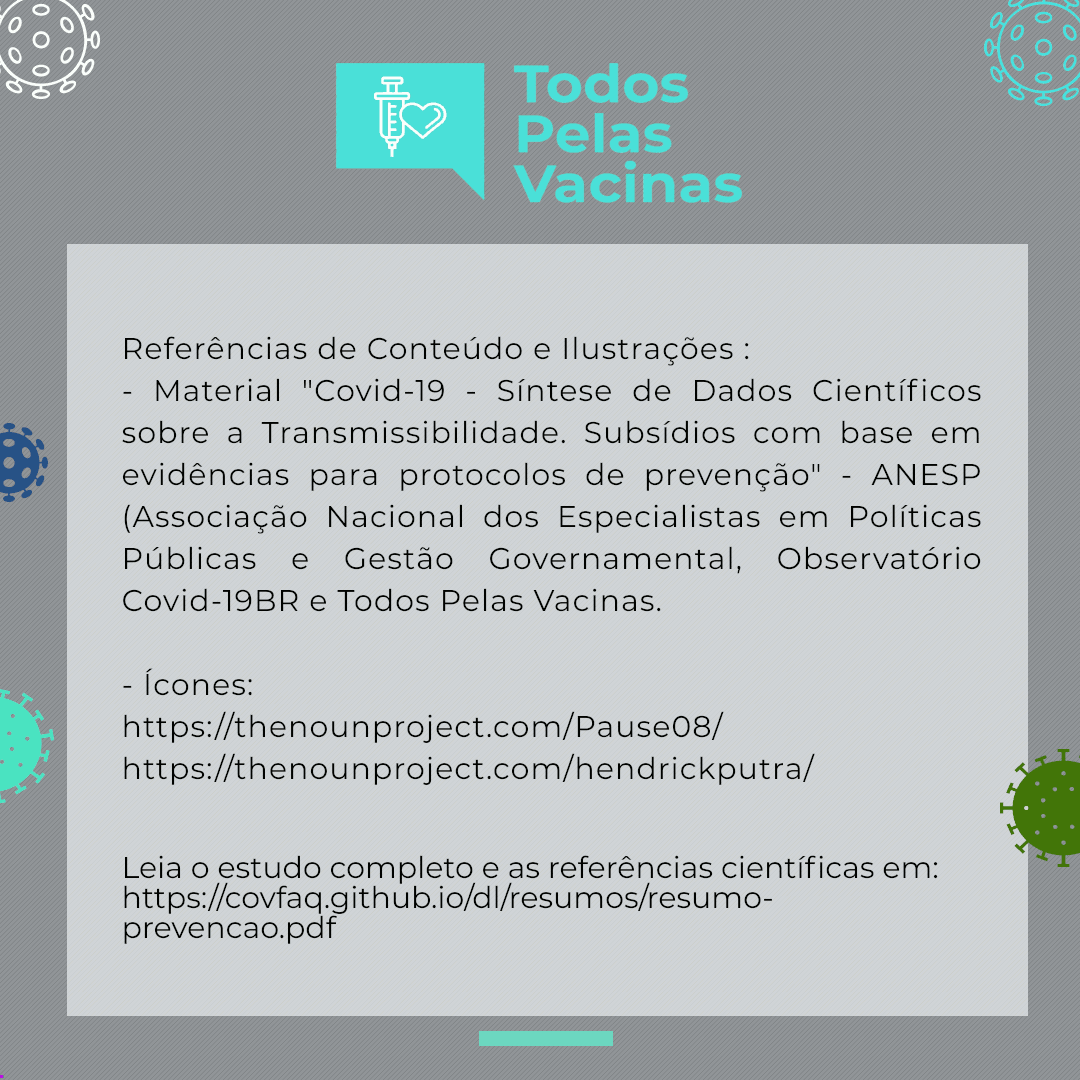 Todos
Pelas
Vacinas
Referências de Conteúdo e Ilustrações :
- Material "Covid-19 - Síntese de Dados Científicos
sobre a Transmissibilidade. Subsídios com base em
evidências para protocolos de prevenção" - ANESP
(Associação Nacional dos Especialistas em Políticas
Públicas e Gestão Governamental, Observatório
Covid-19BR e Todos Pelas Vacinas.
- Ícones:
https://thenounproject.com/Pause08/
https://thenounproject.com/hendrickputra/
Leia o estudo completo e as referências científicas em:
https://covfaq.github.io/dl/resumos/resumo-
prevencao.pdf